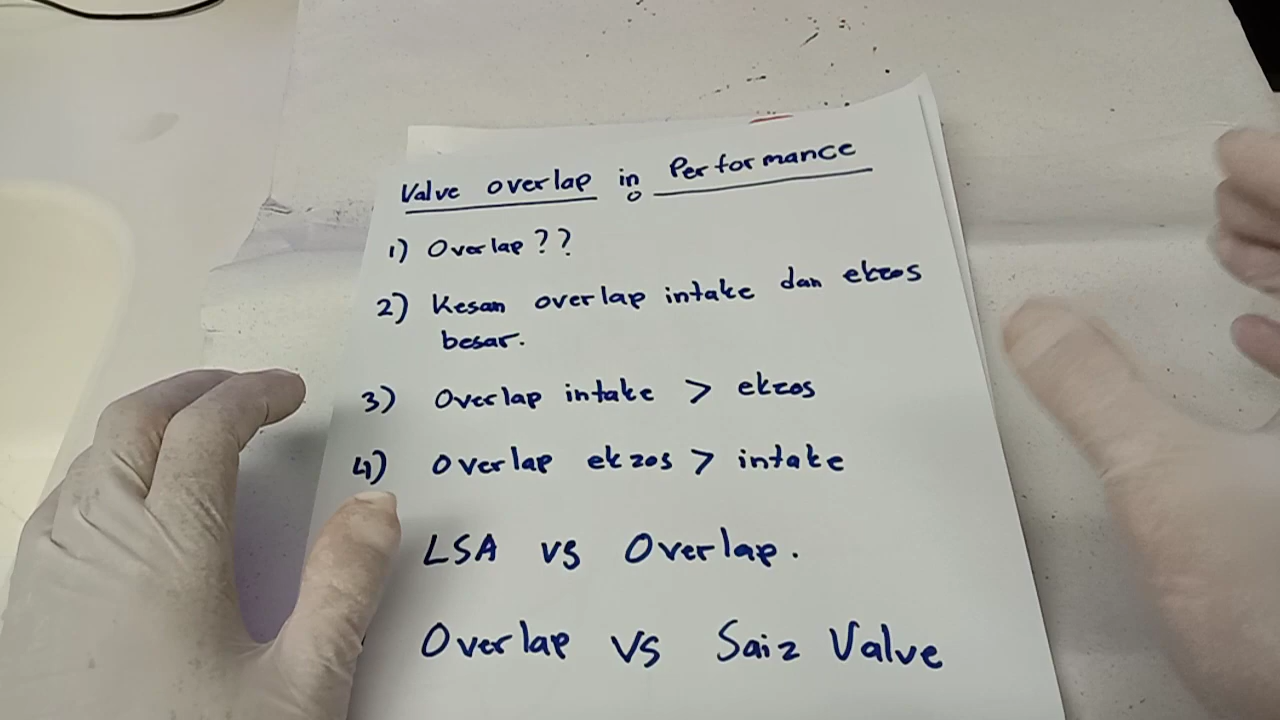 Valve overlap in Performance
1) Overlap ??
2) Kesan overlap intake dan ekzos
besar.
3) Overlap intake > ekzos
4) Overlap ekzos > intake
LSA vs Overlap.
Overlap vs Saiz Valve